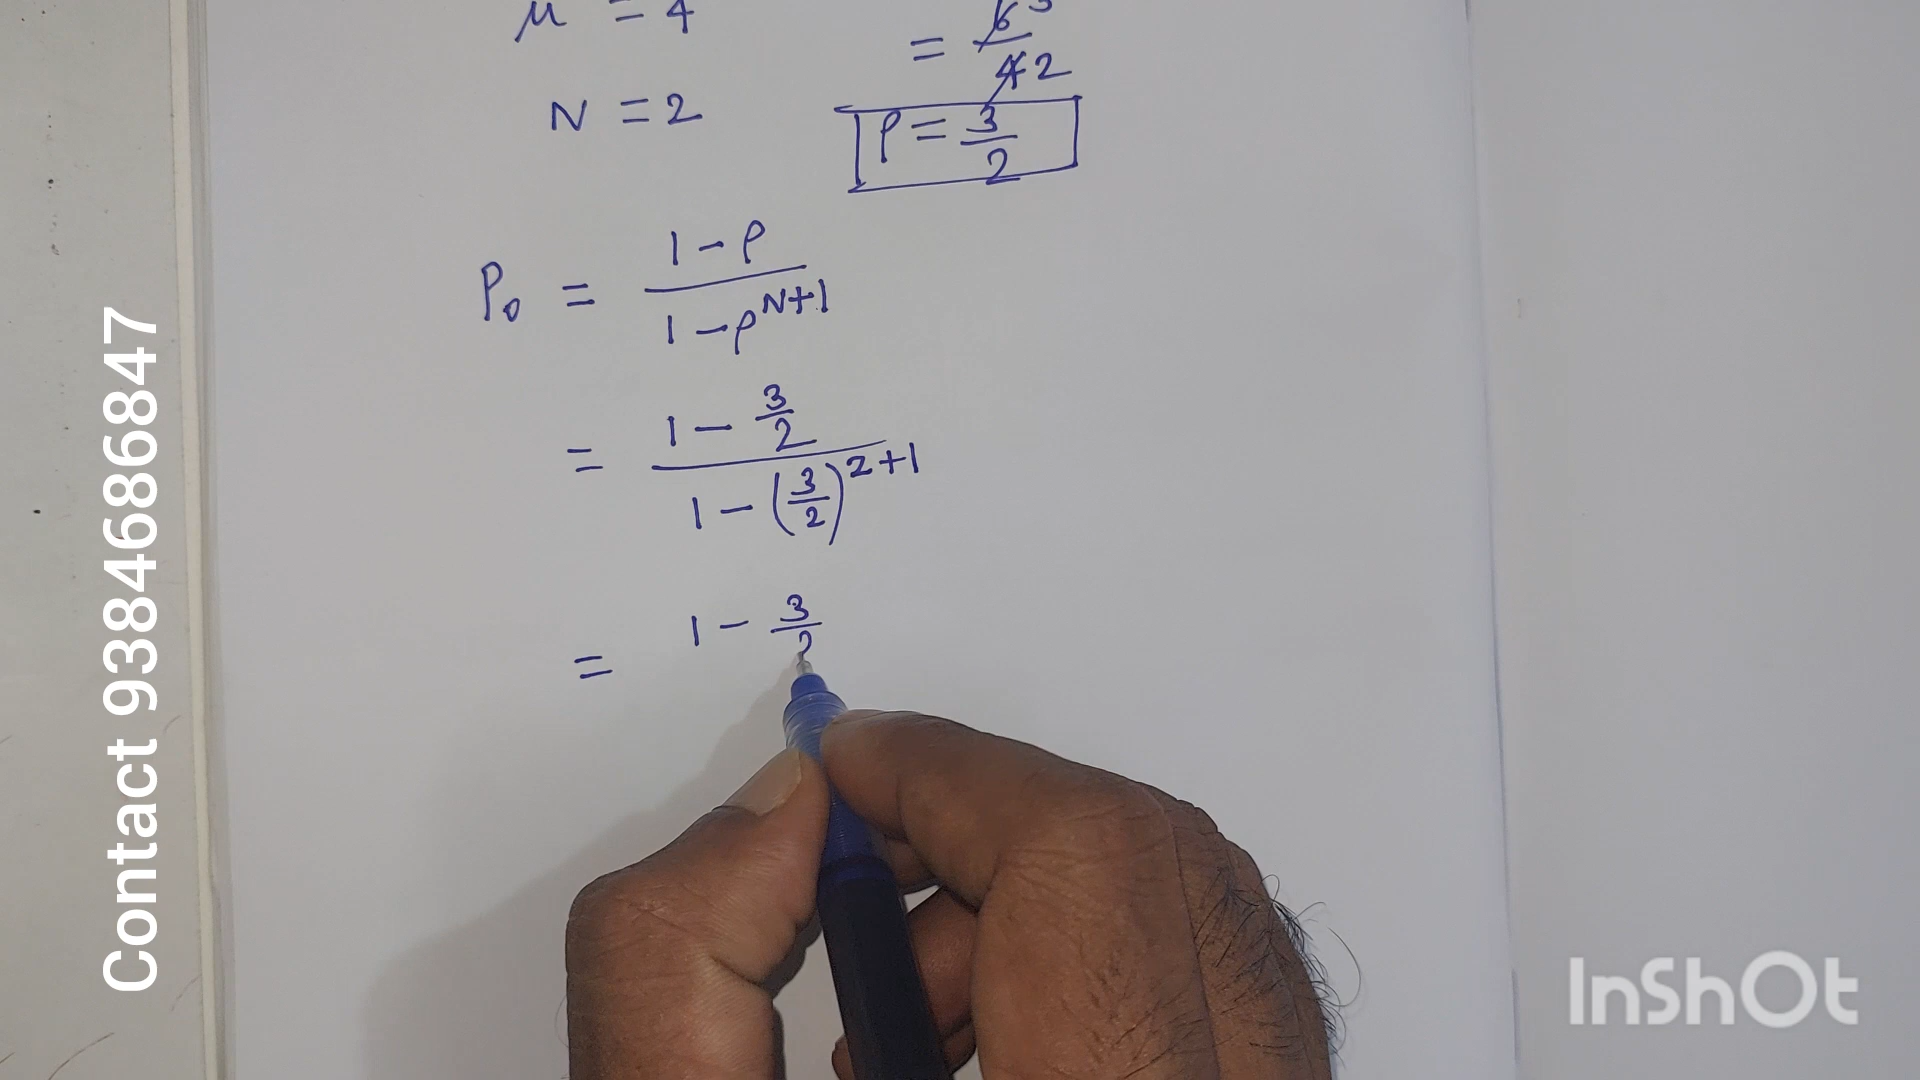 μ = 4
= 6 3 / 4 2
N = 2
ρ = 3/2
P₀ = (1 - ρ) / (1 - ρ^(N+1))
= (1 - 3/2) / (1 - (3/2)^(2+1))
= 1 - 3/2
Contact 9384686847
InShOt